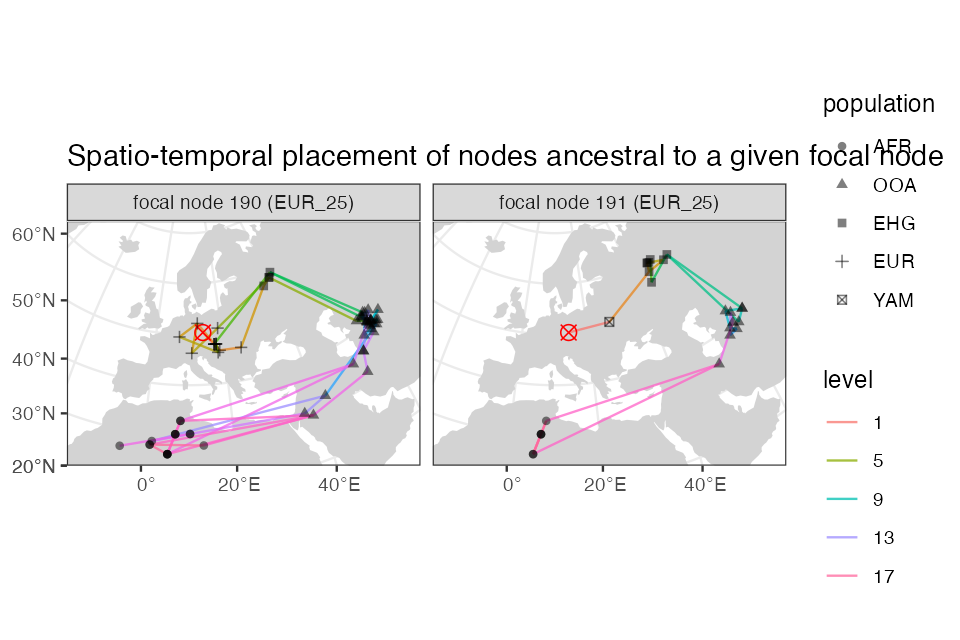 Spatio-temporal placement of nodes ancestral to a given focal node
focal node 190 (EUR_25)
focal node 191 (EUR_25)
60°N
50°N
40°N
30°N
20°N
0°
20°E
40°E
0°
20°E
40°E
population
AFR
OOA
EHG
EUR
YAM
level
1
5
9
13
17